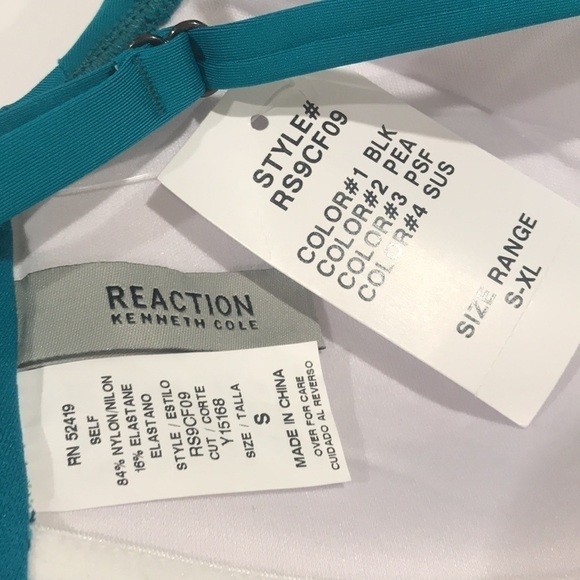 STYLE#
RS9CF09
COLOR#1 BLK
COLOR#2 PEA
COLOR#3 PSF
COLOR#4 SUS
SIZE RANGE
S-XL
REACTION
KENNETH COLE
RN 52419
SELF
84% NYLON/NILON
16% ELASTANE
ELASTANO
STYLE / ESTILO
RS9CF09
CUT / CORTE
Y15168
SIZE / TALLA
S
MADE IN CHINA
OVER FOR CARE
CUIDADO AL REVERSO